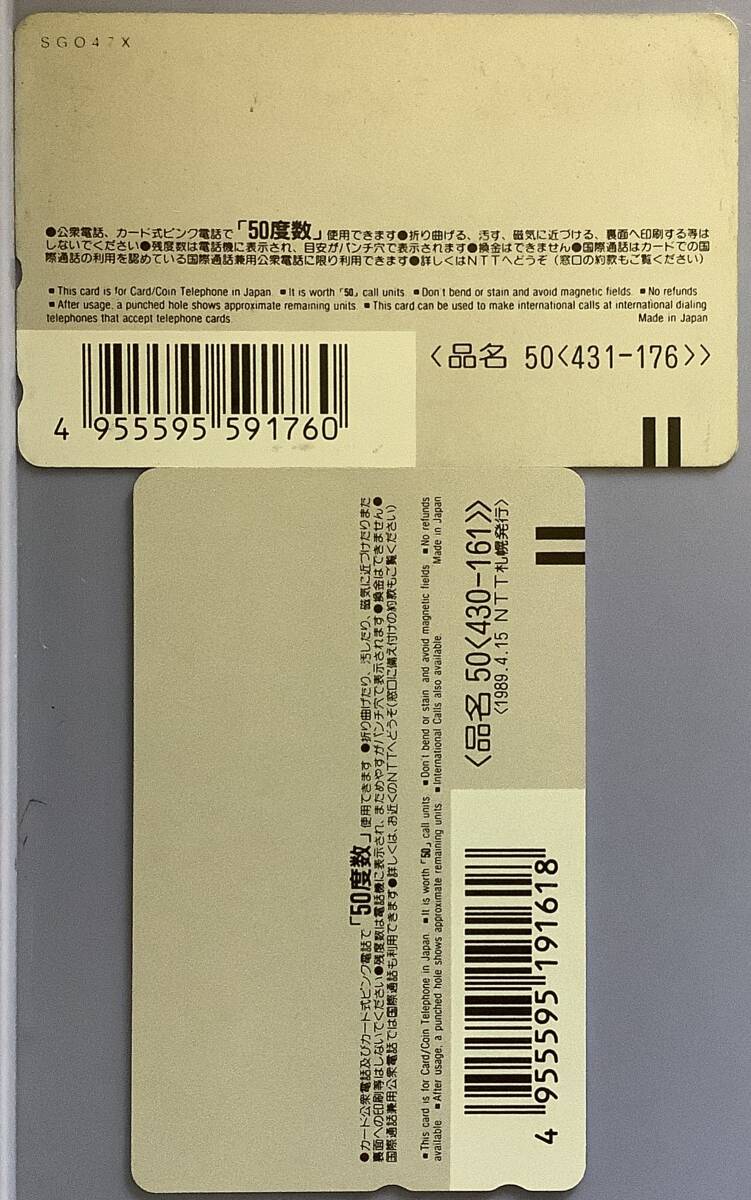 SG047X
●公衆電話、カード式ピンク電話で「50度数」使用できます●折り曲げる、汚す、磁気に近づける、裏面へ印刷する等は
しないでください●残度数は電話機に表示され、目安がパンチ穴で表示されます●換金はできません●国際通話はカードでの国
際通話の利用を認めている国際通話兼用公衆電話に限り利用できます●詳しくはNTTへどうぞ(窓口の約款もご覧ください)
■This card is for Card/Coin Telephone in Japan. ■It is worth「50」call units. ■Don't bend or stain and avoid magnetic fields. ■No refunds
■After usage, a punched hole shows approximate remaining units. ■This card can be used to make international calls at international dialing
telephones that accept telephone cards.
Made in Japan
〈品名 50〈431-176〉〉
4 955595 591760
●カード公衆電話及びカード式ピンク電話で「50度数」使用できます ●折り曲げたり、汚したり、磁気に近づけたりまた
裏面への印刷等はしないでください●残度数は電話機に表示され、まためやすがパンチ穴で表示されます●換金はできません●
国際通話兼用公衆電話では国際通話も利用できます●詳しくは、お近くのNTTへどうぞ(窓口に備え付けの約款もご覧ください)
■This card is for Card/Coin Telephone in Japan. ■It is worth「50」call units. ■Don't bend or stain and avoid magnetic fields. ■No refunds
available. ■After usage, a punched hole shows approximate remaining units. ■International Calls also available.
Made in Japan
〈品名 50〈430-161〉〉
〈1989.4.15 NTT札幌発行〉
4 955595 191618